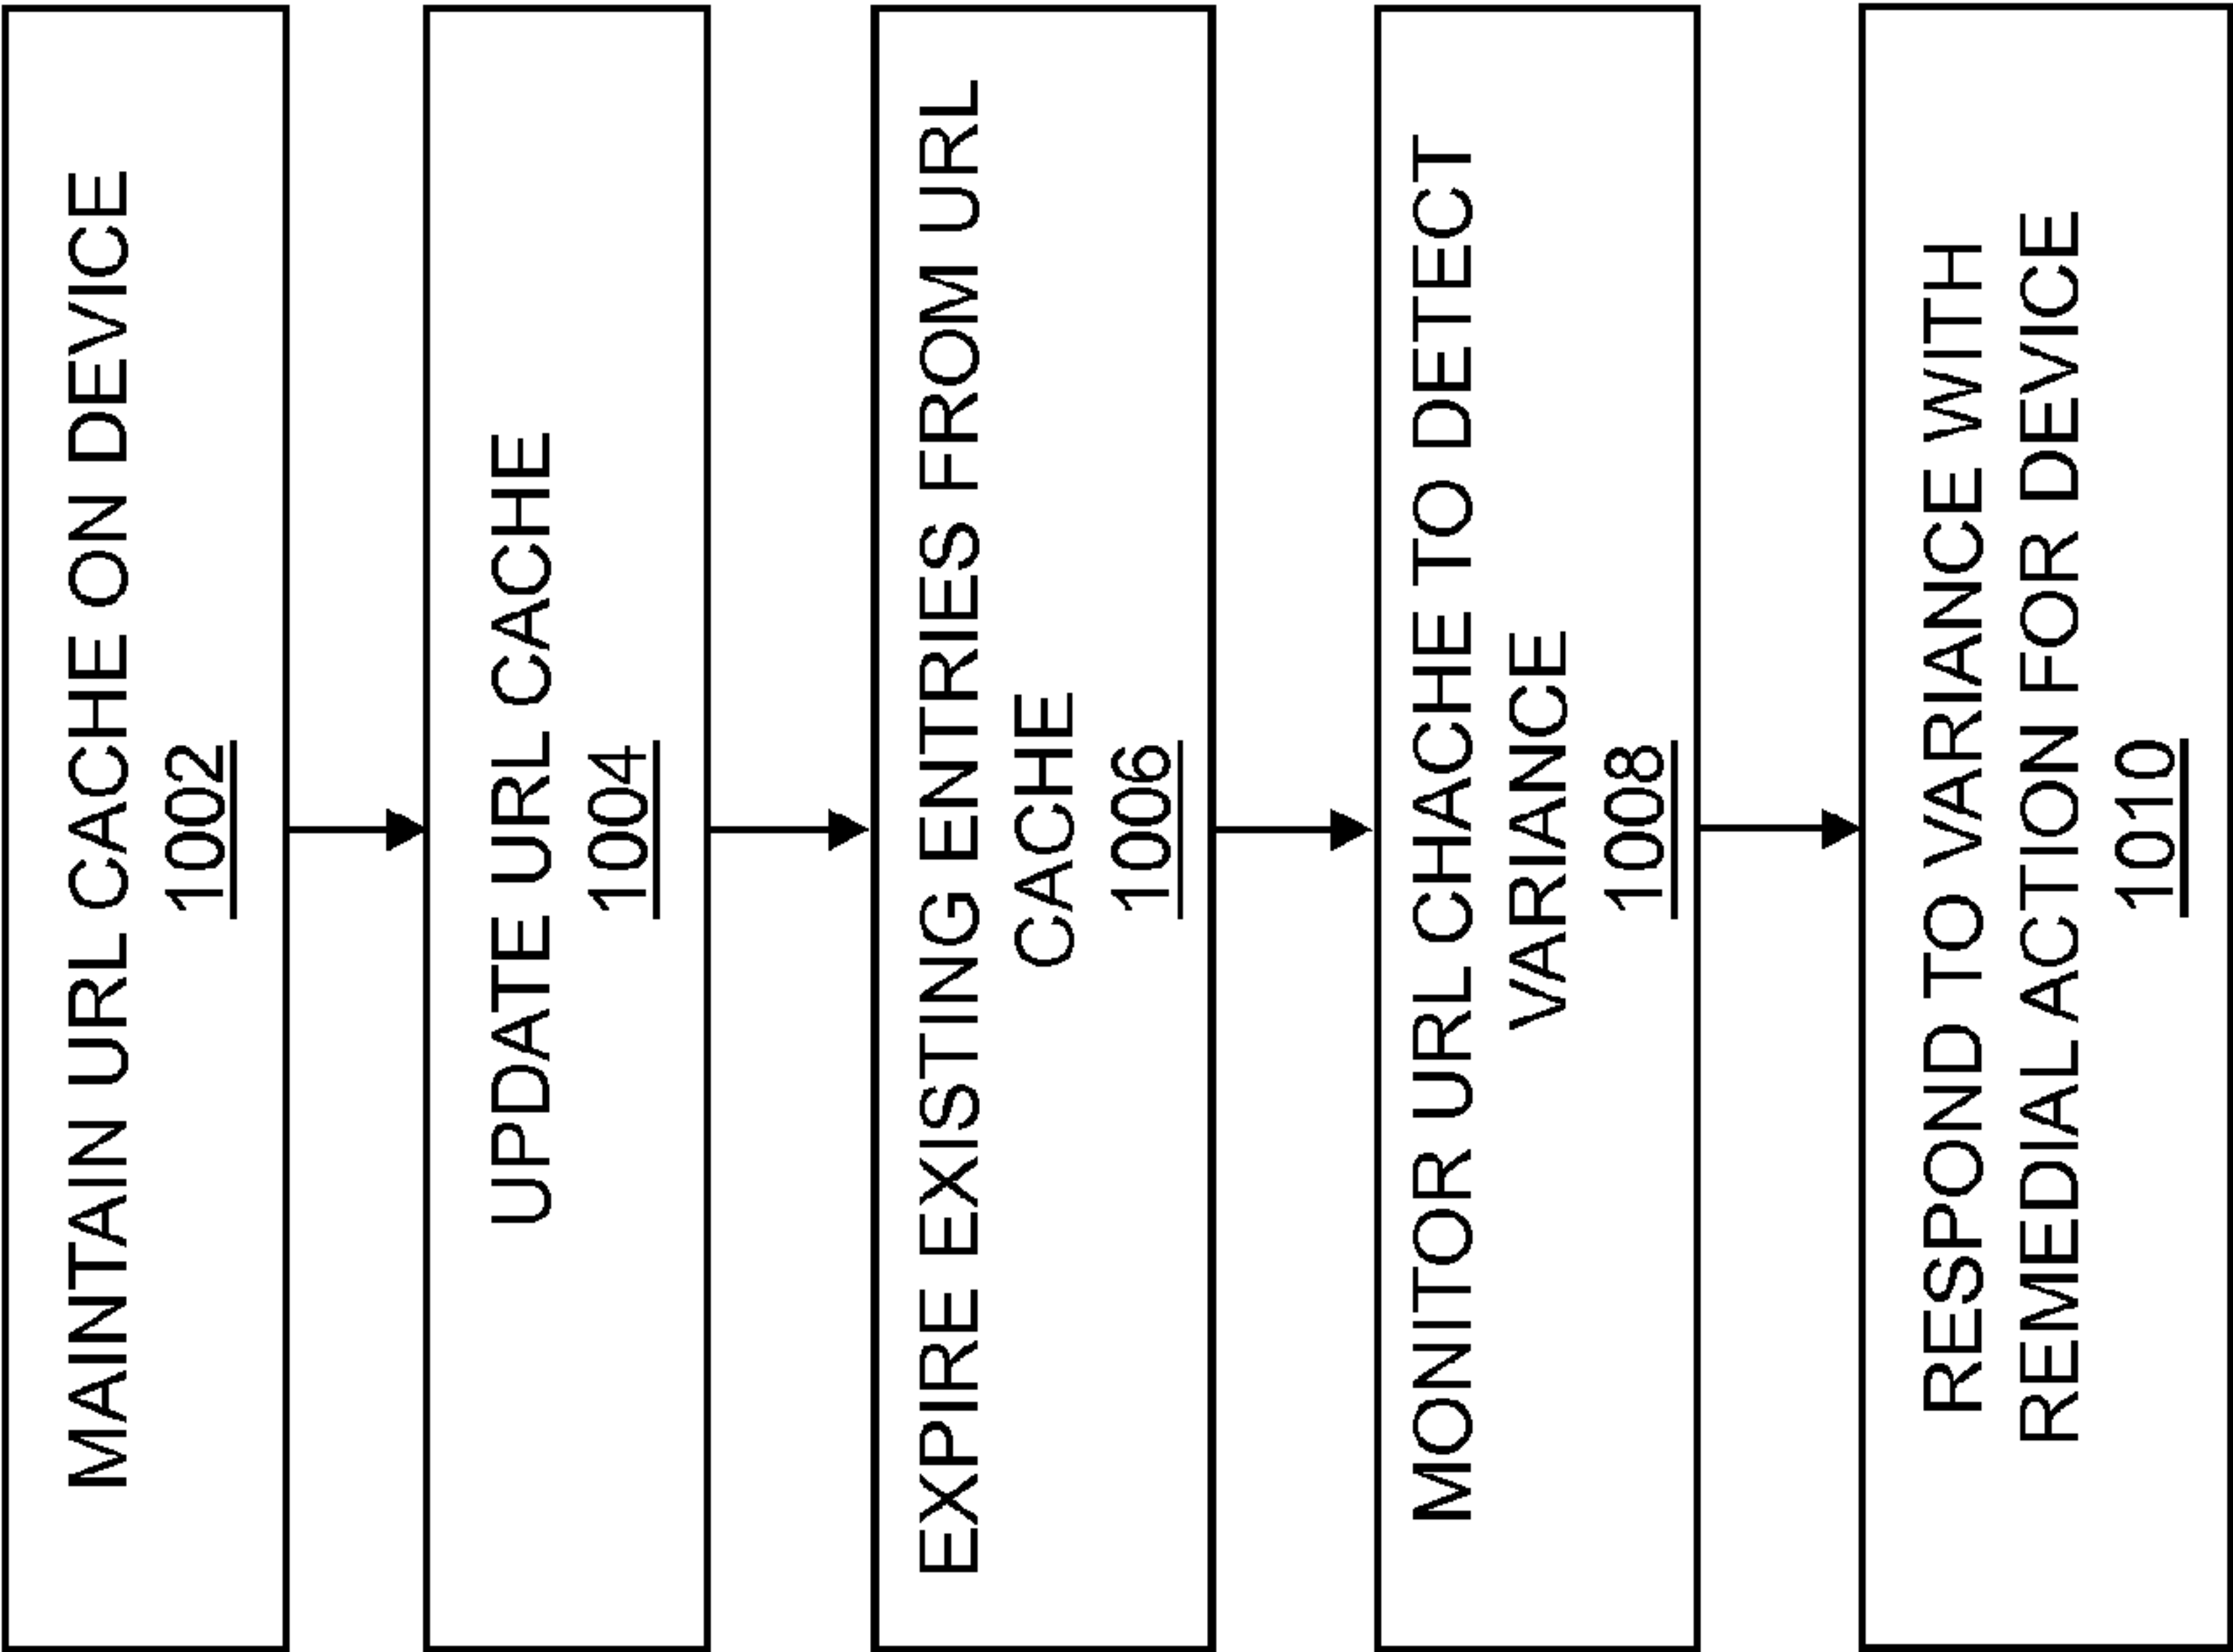 MAINTAIN URL CACHE ON DEVICE
1002
UPDATE URL CACHE
1004
EXPIRE EXISTING ENTRIES FROM URL
CACHE
1006
MONITOR URL CHACHE TO DETECT
VARIANCE
1008
RESPOND TO VARIANCE WITH
REMEDIAL ACTION FOR DEVICE
1010